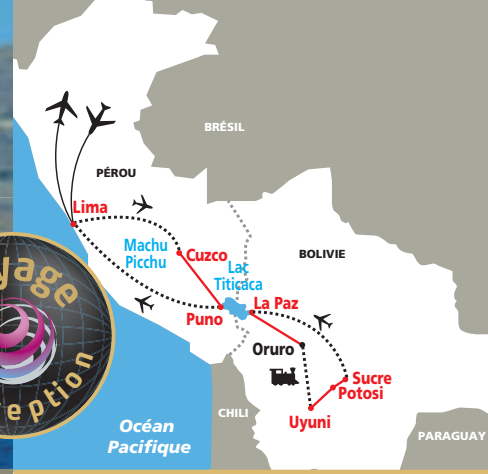 BRÉSIL
PÉROU
Lima
Machu
Picchu
Cuzco
Lac
Titicaca
BOLIVIE
La Paz
Puno
Oruro
Sucre
Potosi
Uyuni
CHILI
PARAGUAY
Océan
Pacifique
yage
eption